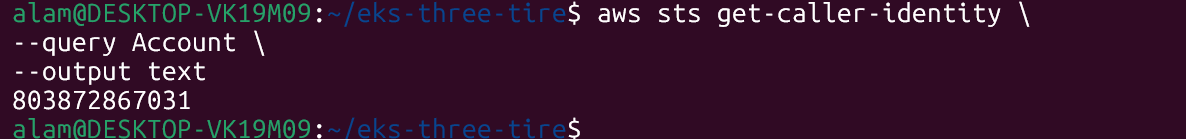 alam@DESKTOP-VK19M09:~/eks-three-tire$ aws sts get-caller-identity \
--query Account \
--output text
803872867031
alam@DESKTOP-VK19M09:~/eks-three-tire$